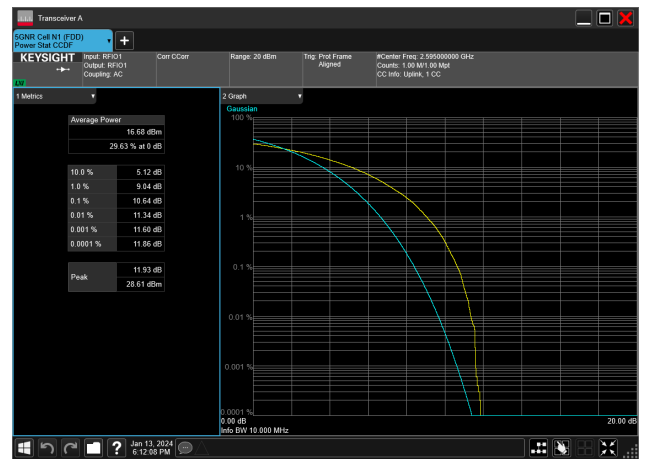 Transceiver A
5GNR Cell N1 (FDD)
Power Stat CCDF
KEYSIGHT
Input: RFIO1
Output: RFIO1
Coupling: AC
Corr CCorr
Range: 20 dBm
Trig: Prot Frame
Aligned
#Center Freq: 2.595000000 GHz
Counts: 1.00 M/1.00 Mpt
CC Info: Uplink, 1 CC
1 Metrics
Average Power
16.68 dBm
29.63 % at 0 dB
10.0 % 5.12 dB
1.0 % 9.04 dB
0.1 % 10.64 dB
0.01 % 11.34 dB
0.001 % 11.60 dB
0.0001 % 11.86 dB
Peak
11.93 dB
28.61 dBm
2 Graph
Gaussian
100 %
10 %
1 %
0.1 %
0.01 %
0.001 %
0.0001 %
0.00 dB
20.00 dB
Info BW 10.000 MHz
Jan 13, 2024
6:12:08 PM